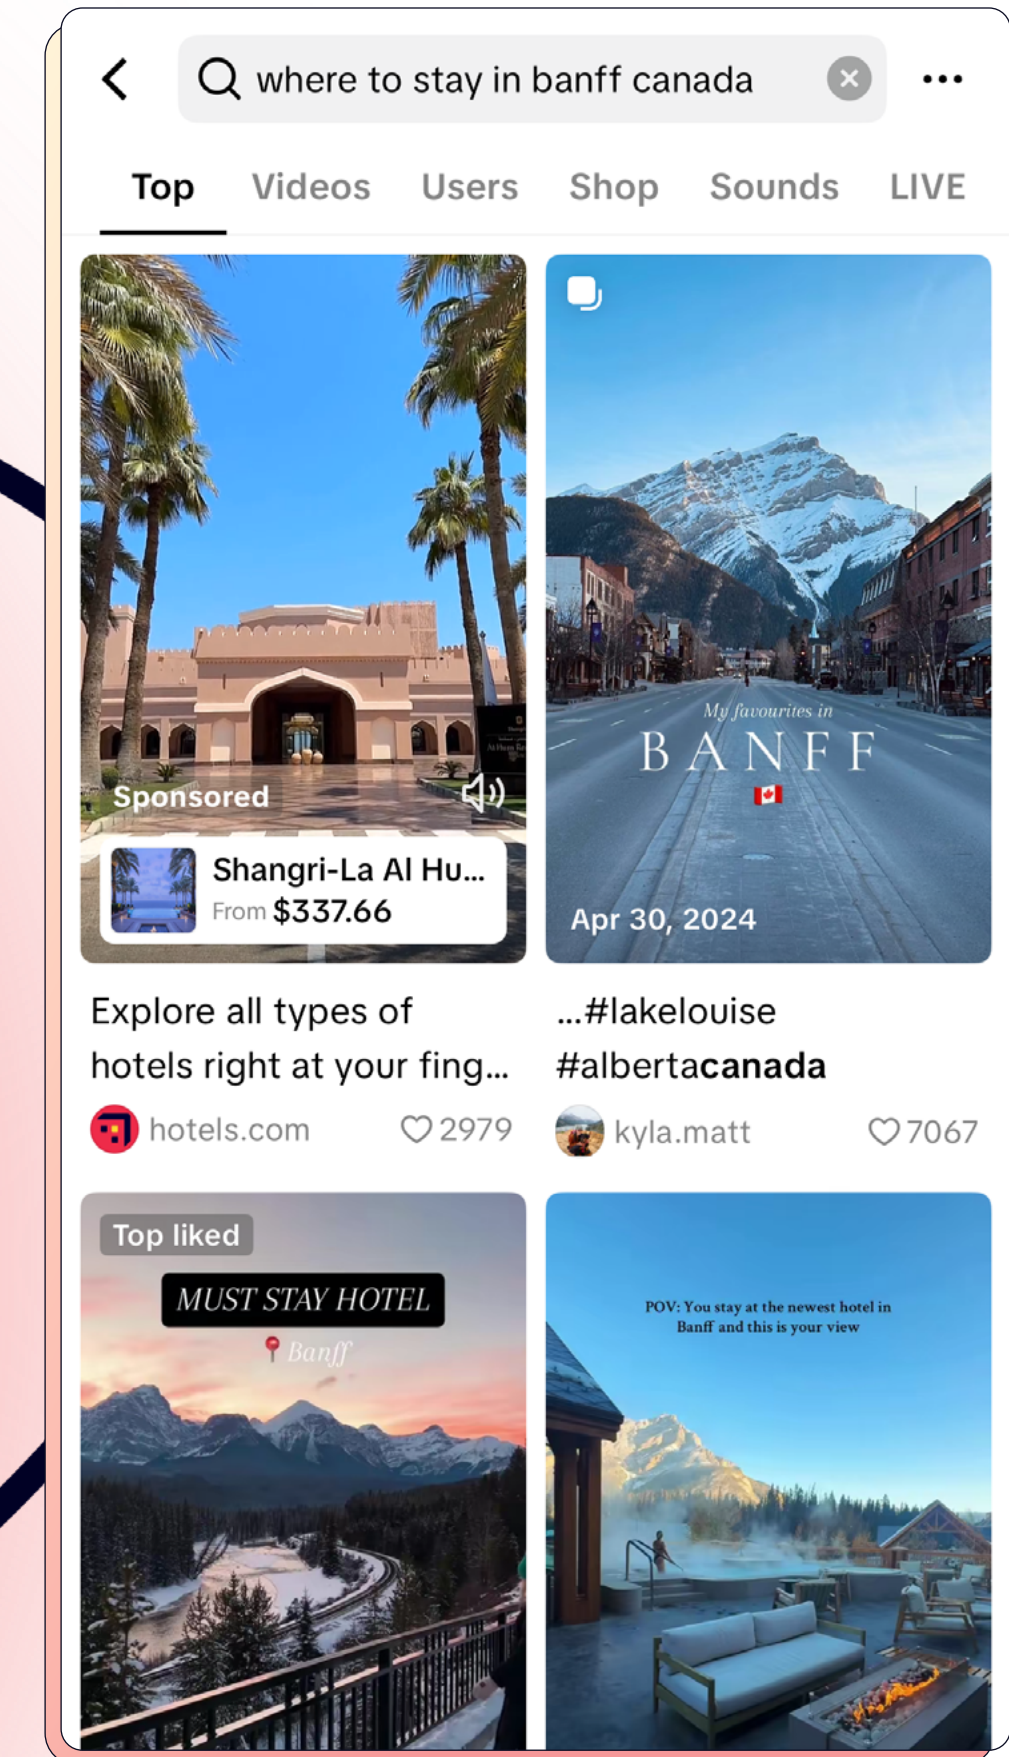 where to stay in banff canada
Top Videos Users Shop Sounds LIVE
Sponsored
Shangri-La Al Hu...
From $337.66
Explore all types of
hotels right at your fing...
hotels.com 2979
My favourites in
BANFF
Apr 30, 2024
...#lakelouise
#albertacanada
kyla.matt 7067
Top liked
MUST STAY HOTEL
Banff
POV: You stay at the newest hotel in
Banff and this is your view